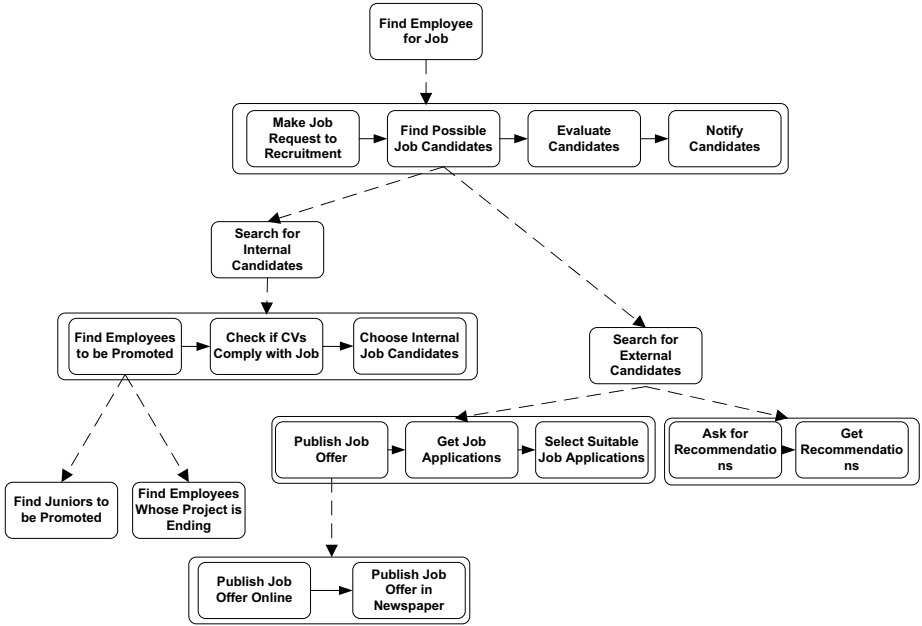 Find Employee
for Job
Make Job
Request to
Recruitment
Find Possible
Job Candidates
Evaluate
Candidates
Notify
Candidates
Search for
Internal
Candidates
Find Employees
to be Promoted
Check if CVs
Comply with Job
Choose Internal
Job Candidates
Search for
External
Candidates
Publish Job
Offer
Get Job
Applications
Select Suitable
Job Applications
Ask for
Recommendatio
ns
Get
Recommendatio
ns
Find Juniors to
be Promoted
Find Employees
Whose Project is
Ending
Publish Job
Offer Online
Publish Job
Offer in
Newspaper